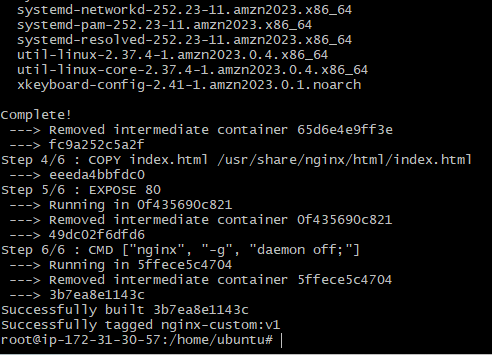 systemd-networkd-252.23-11.amzn2023.x86_64
systemd-pam-252.23-11.amzn2023.x86_64
systemd-resolved-252.23-11.amzn2023.x86_64
util-linux-2.37.4-1.amzn2023.0.4.x86_64
util-linux-core-2.37.4-1.amzn2023.0.4.x86_64
xkeyboard-config-2.41-1.amzn2023.0.1.noarch
Complete!
---> Removed intermediate container 65d6e4e9ff3e
---> fc9a252c5a2f
Step 4/6 : COPY index.html /usr/share/nginx/html/index.html
---> eeeda4bbfdc0
Step 5/6 : EXPOSE 80
---> Running in 0f435690c821
---> Removed intermediate container 0f435690c821
---> 49dc02f6dfd6
Step 6/6 : CMD ["nginx", "-g", "daemon off;"]
---> Running in 5ffece5c4704
---> Removed intermediate container 5ffece5c4704
---> 3b7ea8e1143c
Successfully built 3b7ea8e1143c
Successfully tagged nginx-custom:v1
root@ip-172-31-30-57:/home/ubuntu#